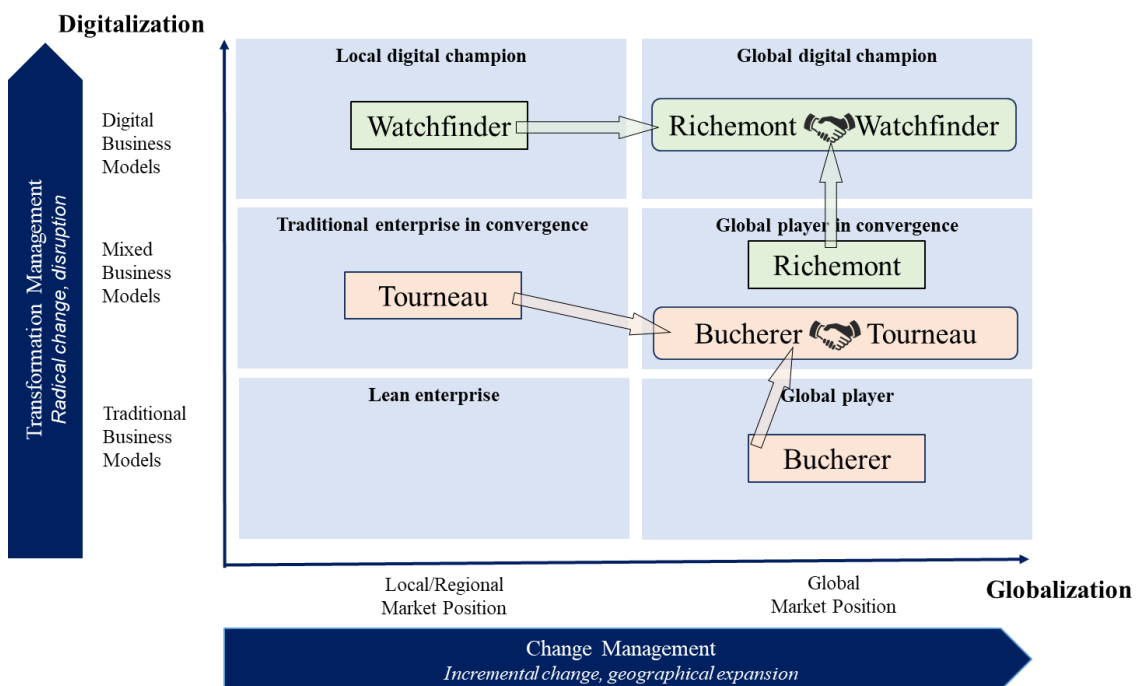 Digitalization
Local digital champion
Global digital champion
Digital
Business
Models
Watchfinder
Richemont Watchfinder
Traditional enterprise in convergence
Global player in convergence
Mixed
Business
Models
Richemont
Tourneau
Bucherer Tourneau
Transformation Management
Radical change, disruption
Lean enterprise
Global player
Traditional
Business
Models
Bucherer
Local/Regional
Market Position
Global
Market Position
Globalization
Change Management
Incremental change, geographical expansion